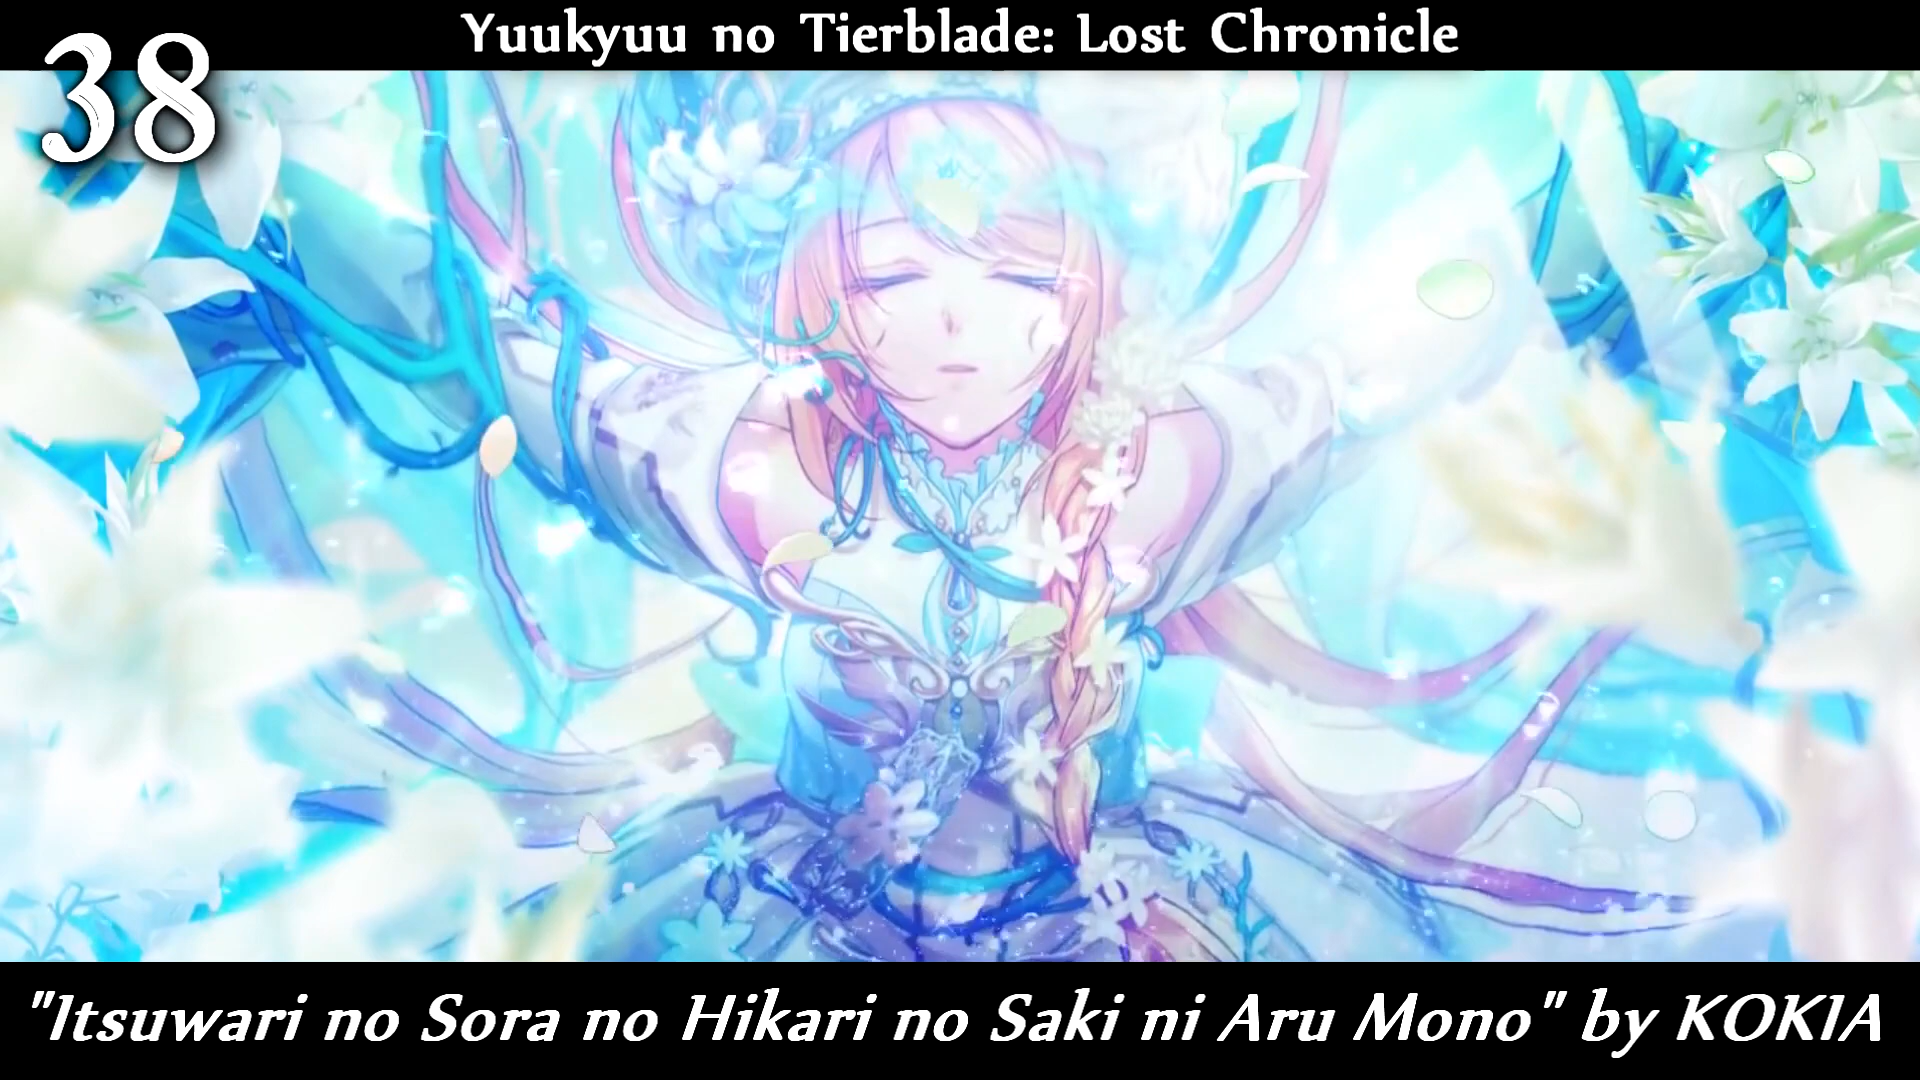 Yuukyuu no Tierblade: Lost Chronicle
38
"Itsuwari no Sora no Hikari no Saki ni Aru Mono" by KOKIA